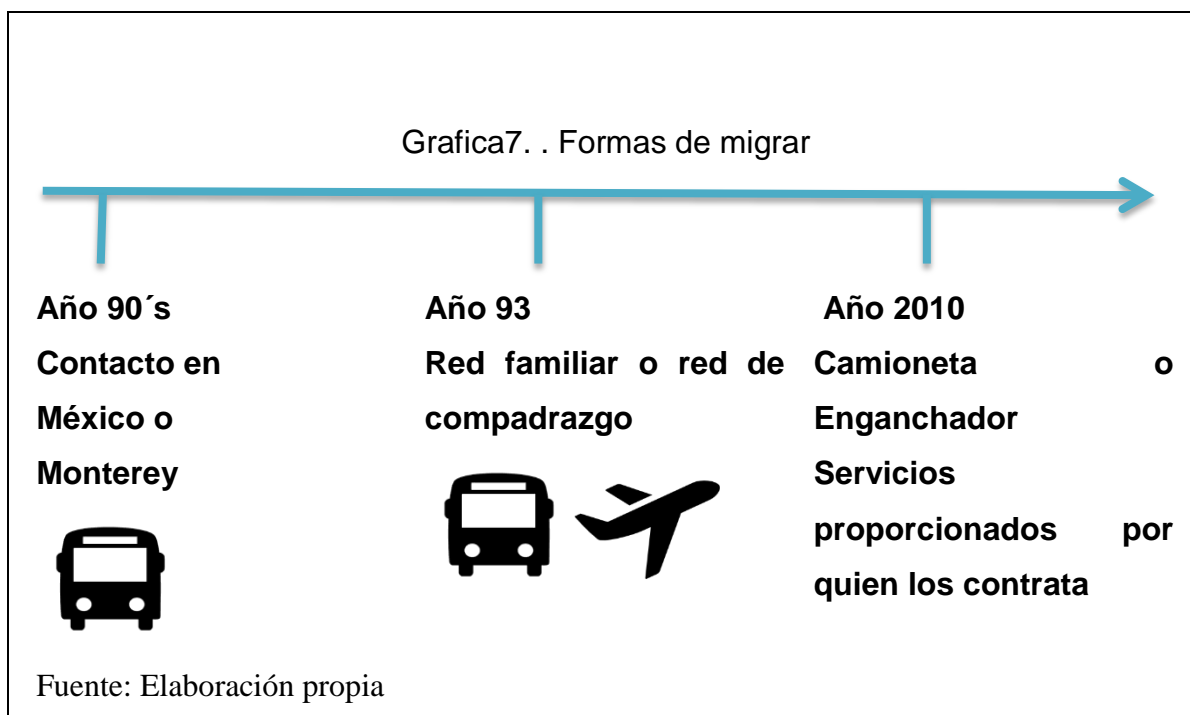 Grafica7. . Formas de migrar
Año 90´s
Contacto en
México o
Monterey
Año 93
Red familiar o red de
compadrazgo
Año 2010
Camioneta o
Enganchador
Servicios
proporcionados por
quien los contrata
Fuente: Elaboración propia